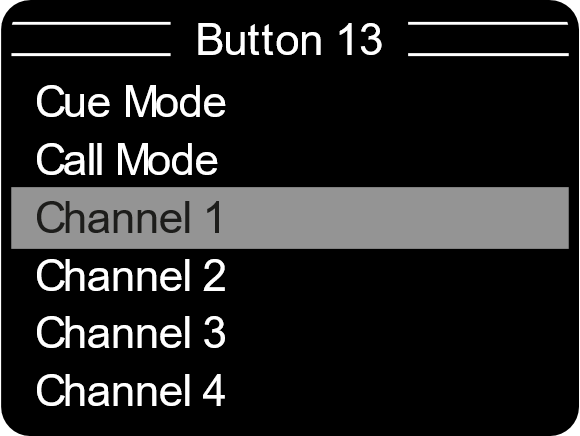 Button 13
Cue Mode
Call Mode
Channel 1
Channel 2
Channel 3
Channel 4